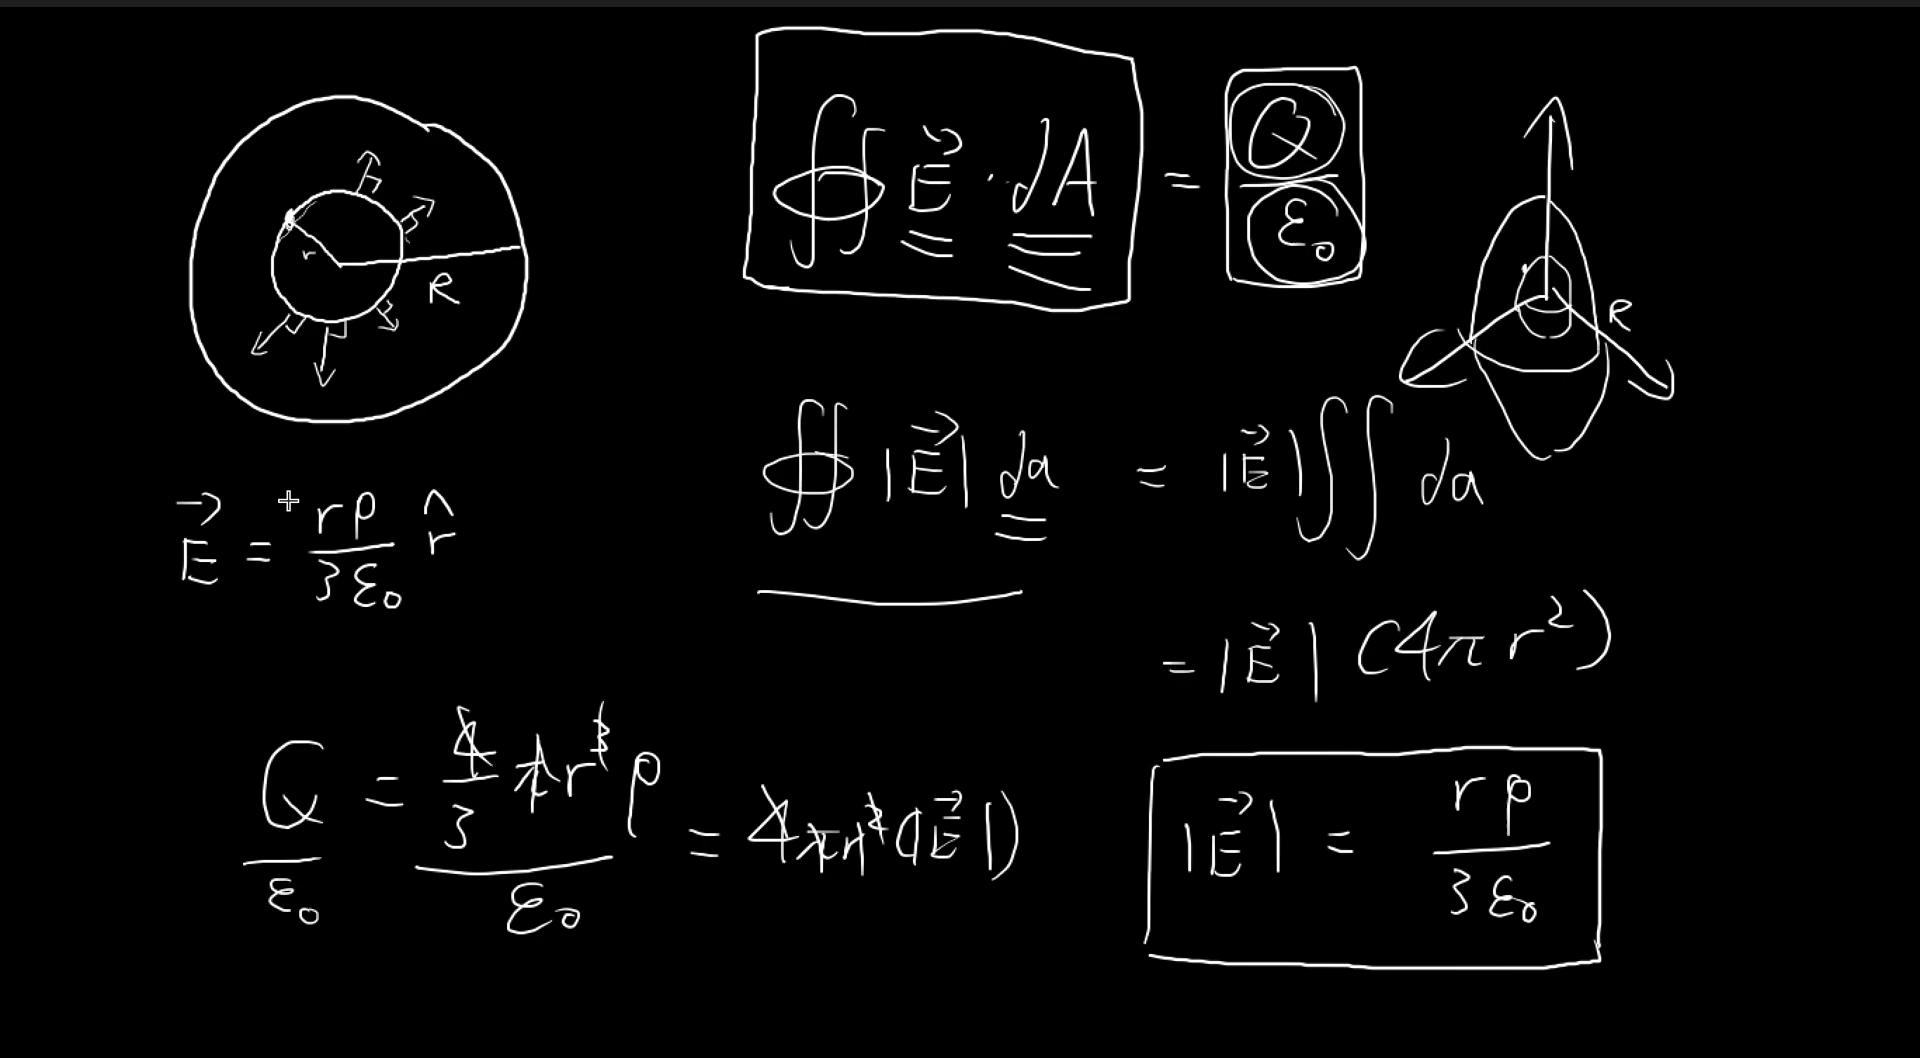 ∯ E⃗ · dA = Q/ε₀
r
R
R
∯ |E⃗| da = |E⃗| ∬ da
E⃗ = rρ/3ε₀ r̂
= |E⃗| (4πr²)
Q/ε₀ = 4/3 πr³ρ/ε₀ = 4πr²(|E⃗|)
|E⃗| = rρ/3ε₀